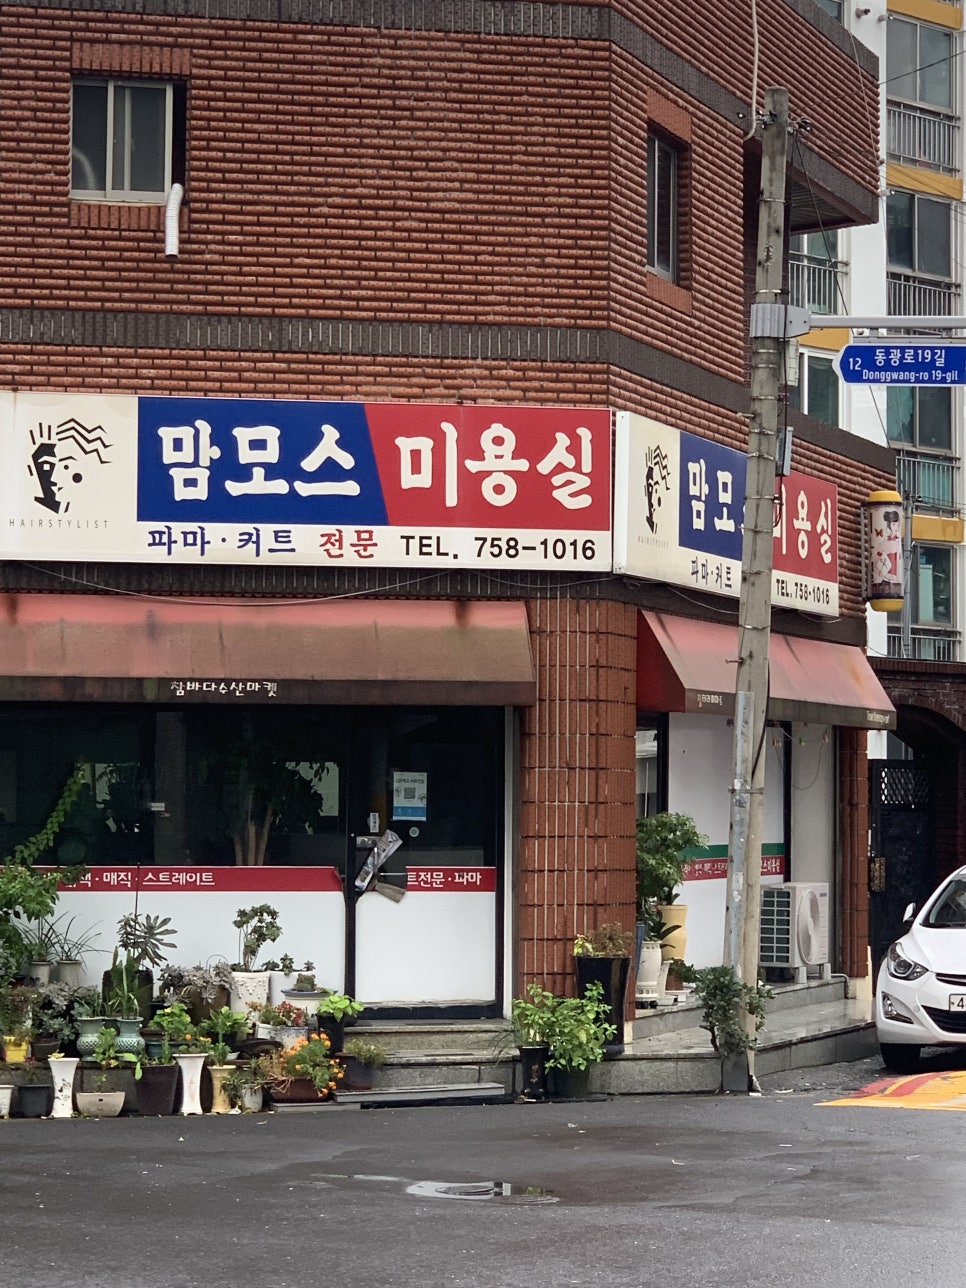 12 동광로19길
Donggwang-ro 19-gil
맘모스 미용실
HAIRSTYLIST
파마·커트 전문 TEL. 758-1016
맘모 미용실
HAIRSTYLIST
파마·커트 TEL. 758-1016
참바다수산마켓
·매직·스트레이트
트전문·파마